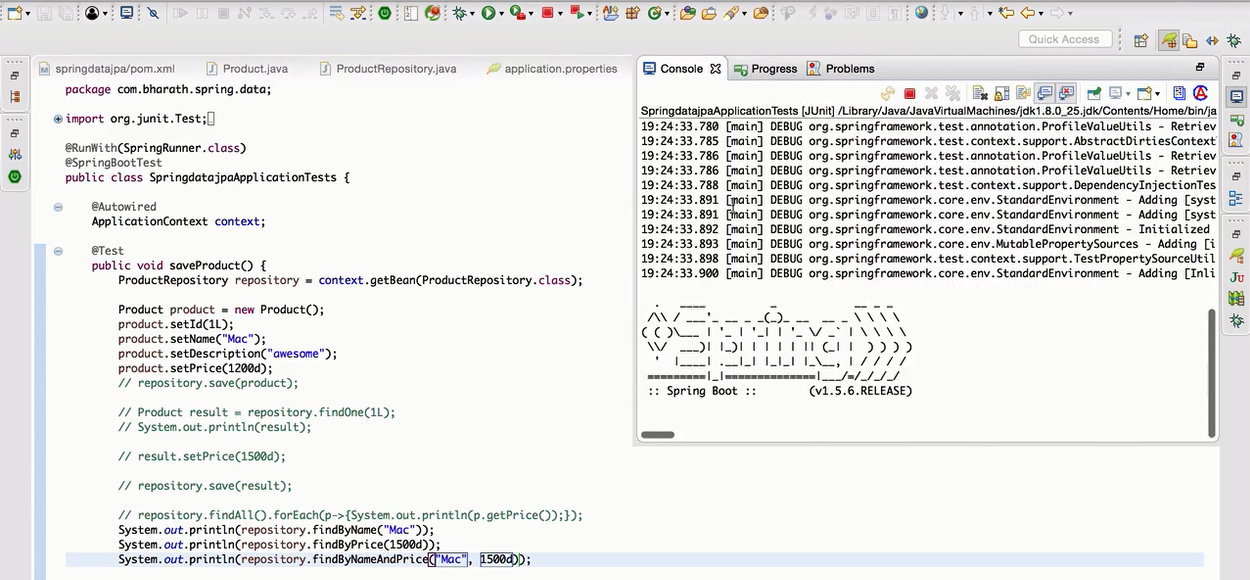 Quick Access
springdatajpa/pom.xml
Product.java
ProductRepository.java
application.properties
package com.bharath.spring.data;
import org.junit.Test;
@RunWith(SpringRunner.class)
@SpringBootTest
public class SpringdatajpaApplicationTests {
@Autowired
ApplicationContext context;
@Test
public void saveProduct() {
ProductRepository repository = context.getBean(ProductRepository.class);
Product product = new Product();
product.setId(1L);
product.setName("Mac");
product.setDescription("awesome");
product.setPrice(1200d);
// repository.save(product);
// Product result = repository.findOne(1L);
// System.out.println(result);
// result.setPrice(1500d);
// repository.save(result);
// repository.findAll().forEach(p->{System.out.println(p.getPrice());});
System.out.println(repository.findByName("Mac"));
System.out.println(repository.findByPrice(1500d));
System.out.println(repository.findByNameAndPrice("Mac", 1500d));
Console
Progress
Problems
SpringdatajpaApplicationTests [JUnit] /Library/Java/JavaVirtualMachines/jdk1.8.0_25.jdk/Contents/Home/bin/ja
19:24:33.780 [main] DEBUG org.springframework.test.annotation.ProfileValueUtils - Retriev
19:24:33.785 [main] DEBUG org.springframework.test.context.support.AbstractDirtiesContextT
19:24:33.786 [main] DEBUG org.springframework.test.annotation.ProfileValueUtils - Retriev
19:24:33.786 [main] DEBUG org.springframework.test.annotation.ProfileValueUtils - Retriev
19:24:33.788 [main] DEBUG org.springframework.test.context.support.DependencyInjectionTes
19:24:33.891 [main] DEBUG org.springframework.core.env.StandardEnvironment - Adding [syst
19:24:33.891 [main] DEBUG org.springframework.core.env.StandardEnvironment - Adding [syst
19:24:33.892 [main] DEBUG org.springframework.core.env.StandardEnvironment - Initialized
19:24:33.893 [main] DEBUG org.springframework.core.env.MutablePropertySources - Adding [i
19:24:33.898 [main] DEBUG org.springframework.test.context.support.TestPropertySourceUtil
19:24:33.900 [main] DEBUG org.springframework.core.env.StandardEnvironment - Adding [Inli
:: Spring Boot :: (v1.5.6.RELEASE)